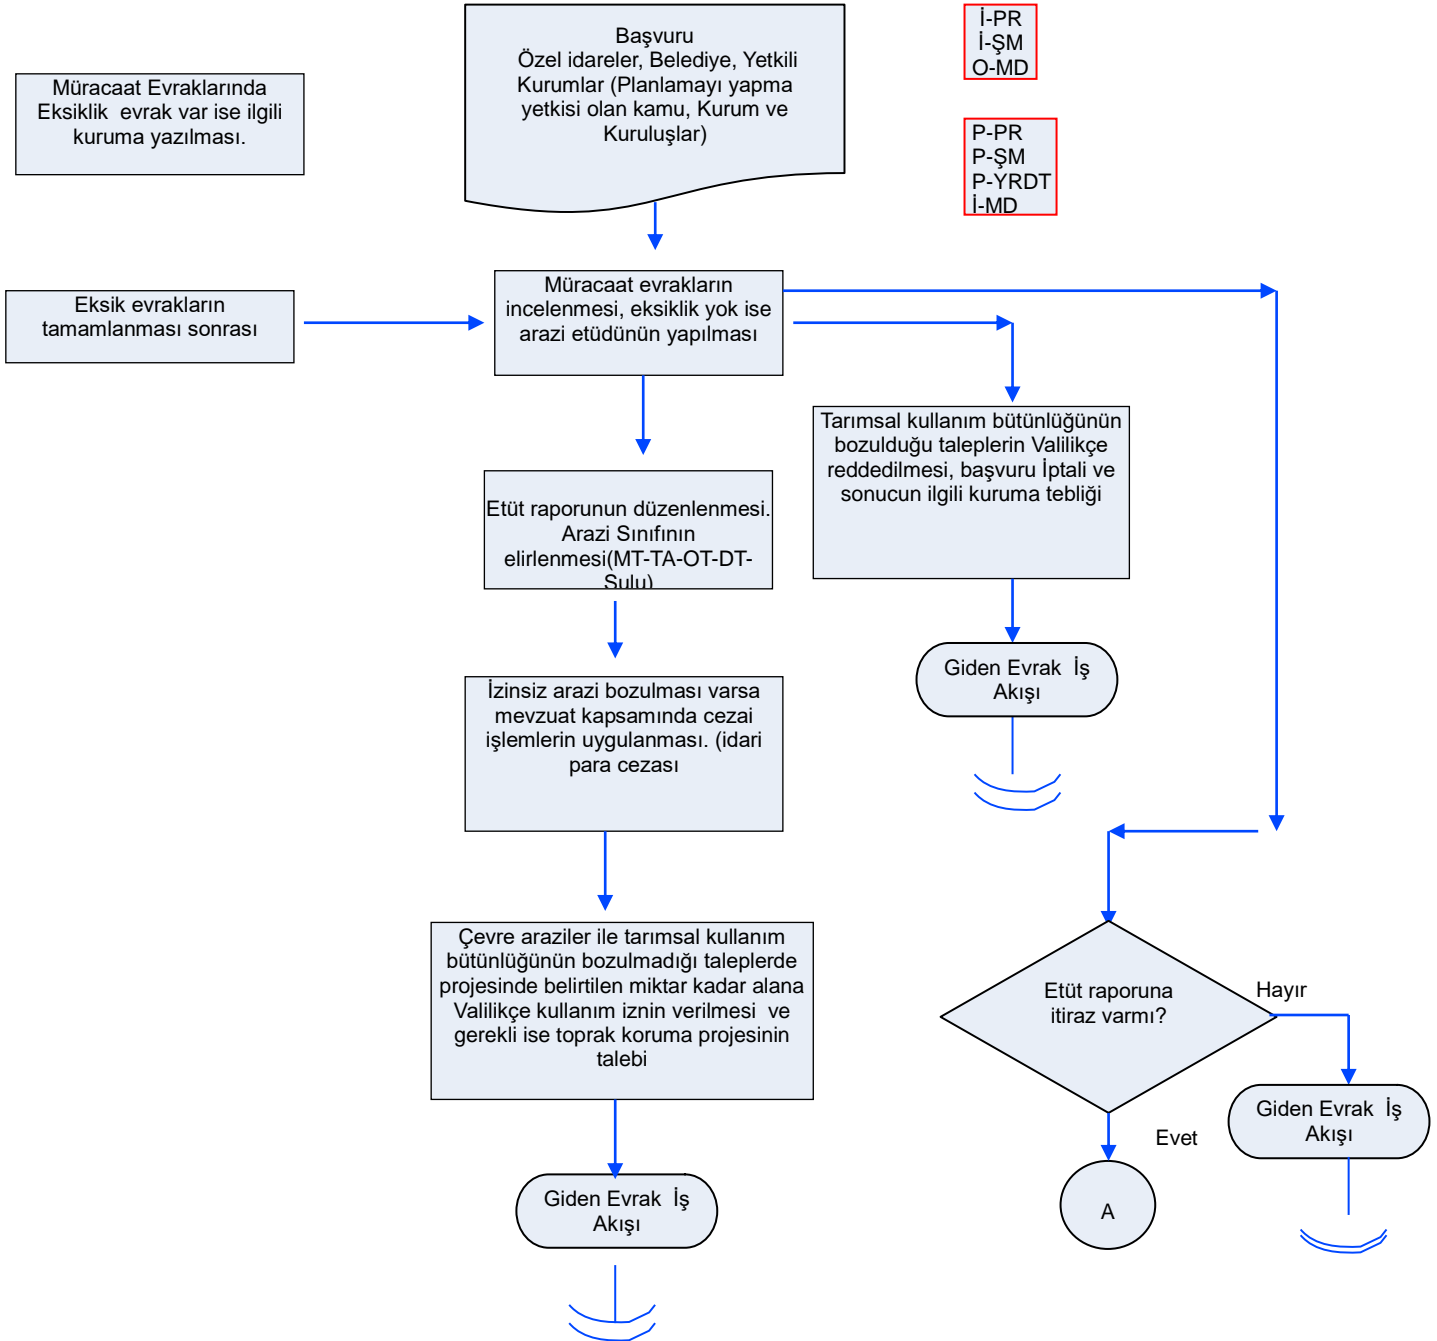 Başvuru
Özel idareler, Belediye, Yetkili
Kurumlar (Planlamayı yapma
yetkisi olan kamu, Kurum ve
Kuruluşlar)
İ-PR
İ-ŞM
O-MD
Müracaat Evraklarında
Eksiklik evrak var ise ilgili
kuruma yazılması.
P-PR
P-ŞM
P-YRDT
İ-MD
Eksik evrakların
tamamlanması sonrası
Müracaat evrakların
incelenmesi, eksiklik yok ise
arazi etüdünün yapılması
Tarımsal kullanım bütünlüğünün
bozulduğu taleplerin Valilikçe
reddedilmesi, başvuru İptali ve
sonucun ilgili kuruma tebliği
Etüt raporunun düzenlenmesi.
Arazi Sınıfının
elirlenmesi(MT-TA-OT-DT-
Sulu)
Giden Evrak İş
Akışı
İzinsiz arazi bozulması varsa
mevzuat kapsamında cezai
işlemlerin uygulanması. (idari
para cezası
Çevre araziler ile tarımsal kullanım
bütünlüğünün bozulmadığı taleplerde
projesinde belirtilen miktar kadar alana
Valilikçe kullanım iznin verilmesi ve
gerekli ise toprak koruma projesinin
talebi
Etüt raporuna
itiraz varmı?
Hayır
Giden Evrak İş
Akışı
Evet
A
Giden Evrak İş
Akışı